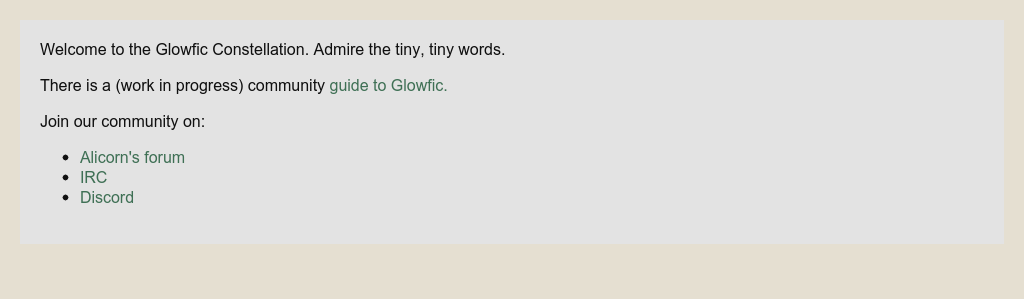 Welcome to the Glowfic Constellation. Admire the tiny, tiny words.
There is a (work in progress) community guide to Glowfic.
Join our community on:
• Alicorn's forum
• IRC
• Discord